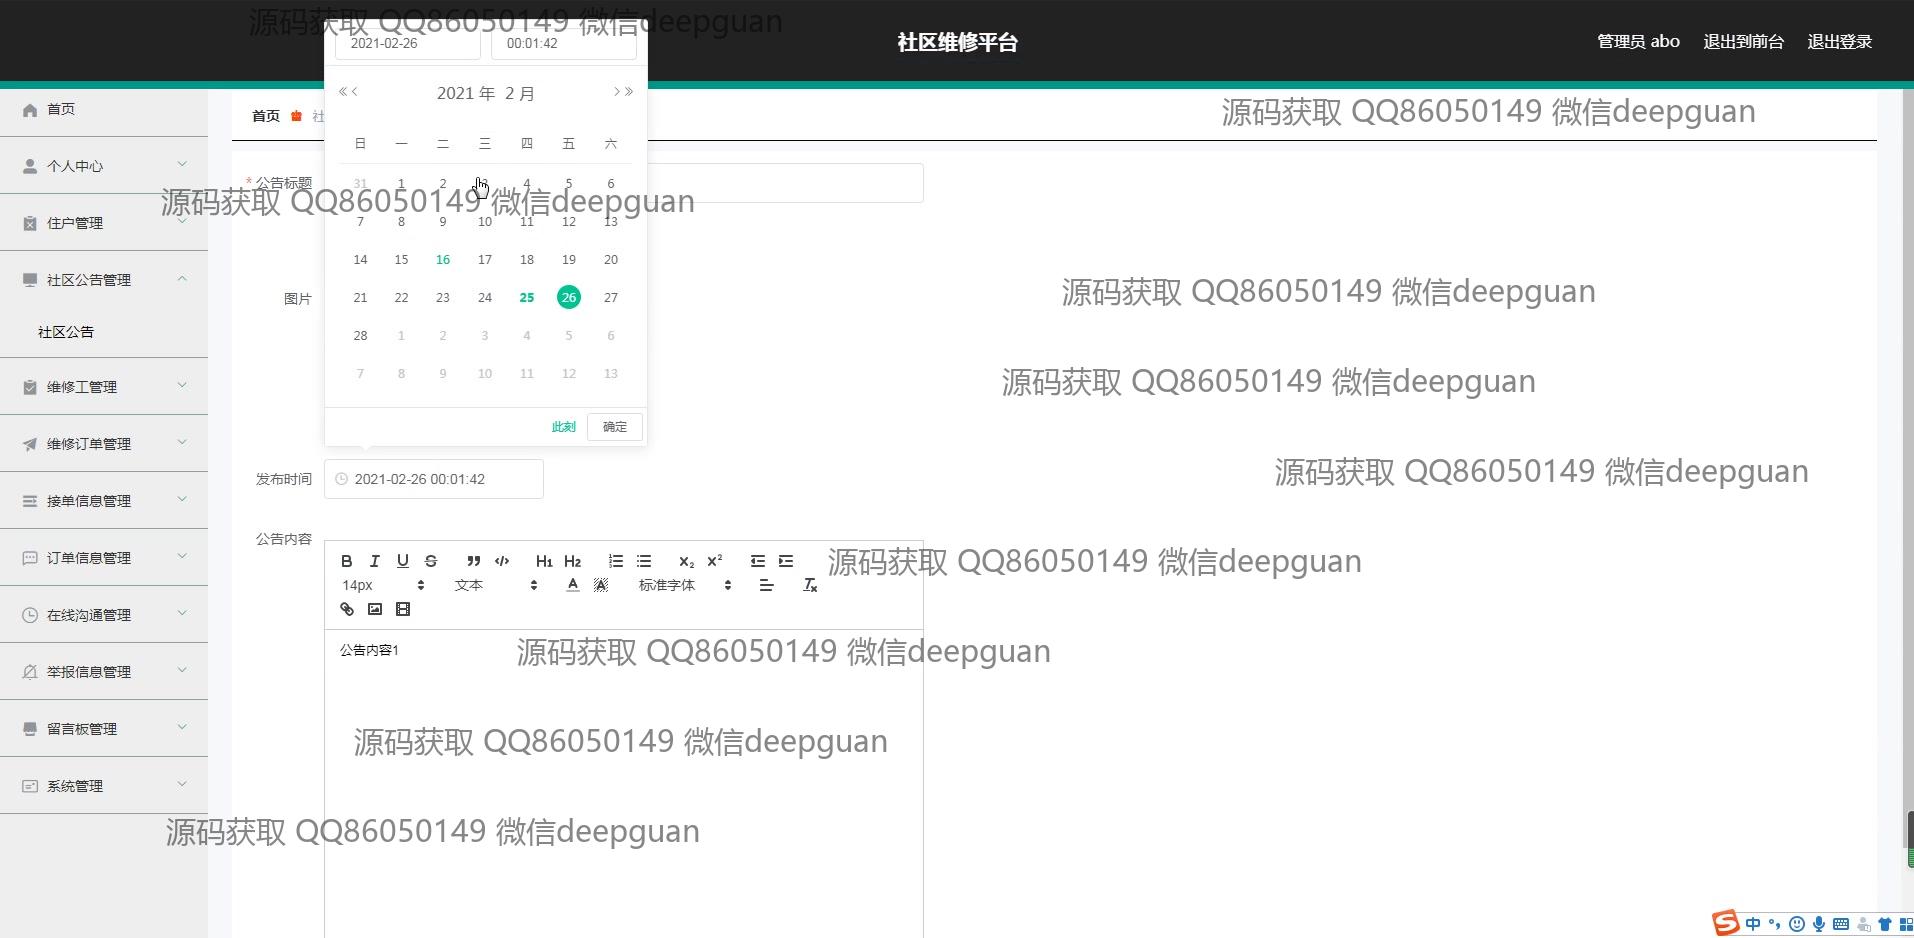 源码获取 QQ86050149 微信deepguan
2021-02-26
00:01:42
社区维修平台
管理员 abo
退出到前台
退出登录
首页
个人中心
住户管理
社区公告管理
社区公告
维修工管理
维修订单管理
接单信息管理
订单信息管理
在线沟通管理
举报信息管理
留言板管理
系统管理
首页 社
源码获取 QQ86050149 微信deepguan
2021 年 2 月
日 一 二 三 四 五 六
31 1 2 3 4 5 6
7 8 9 10 11 12 13
14 15 16 17 18 19 20
21 22 23 24 25 26 27
28 1 2 3 4 5 6
7 8 9 10 11 12 13
此刻 确定
* 公告标题
源码获取 QQ86050149 微信deepguan
图片
源码获取 QQ86050149 微信deepguan
源码获取 QQ86050149 微信deepguan
发布时间
2021-02-26 00:01:42
源码获取 QQ86050149 微信deepguan
公告内容
B I U S H1 H2 X2 X2
源码获取 QQ86050149 微信deepguan
14px 文本 A A 标准字体 Tx
公告内容1
源码获取 QQ86050149 微信deepguan
源码获取 QQ86050149 微信deepguan
源码获取 QQ86050149 微信deepguan
S 中